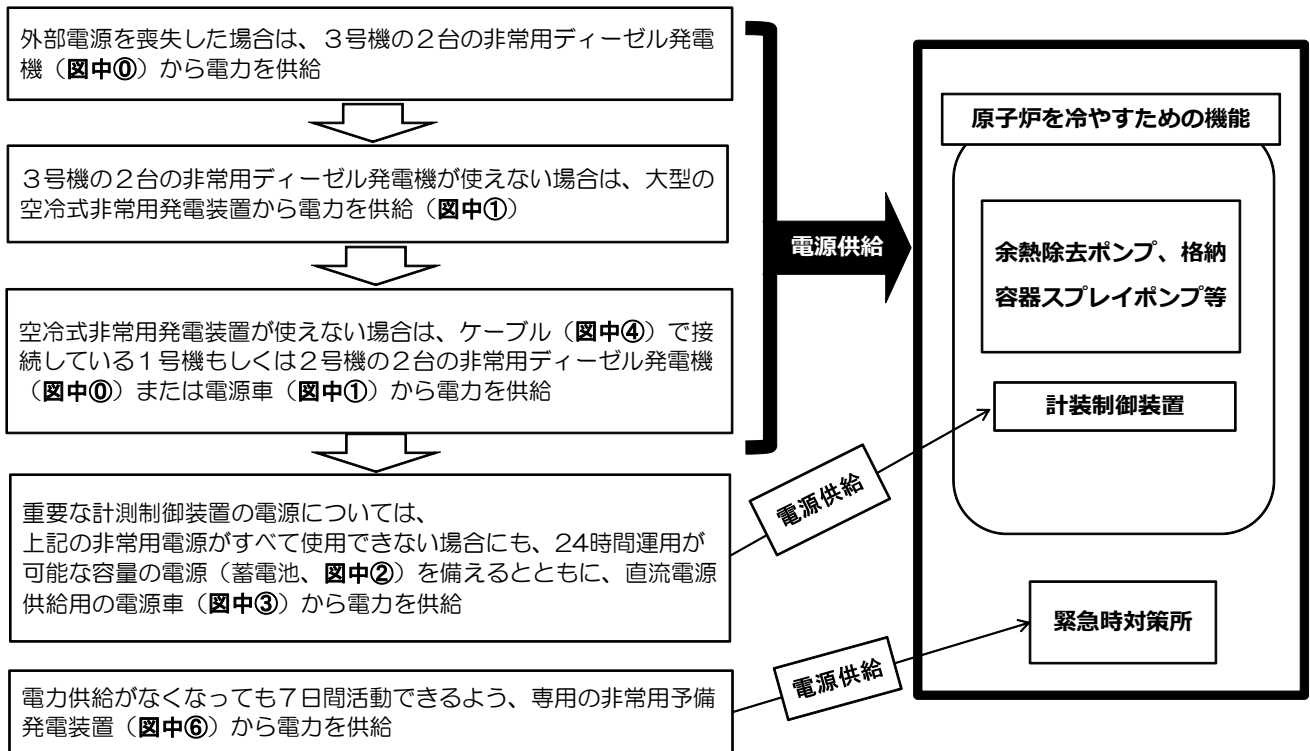 外部電源を喪失した場合は、３号機の２台の非常用ディーゼル発電
機（図中⓪）から電力を供給
３号機の２台の非常用ディーゼル発電機が使えない場合は、大型の
空冷式非常用発電装置から電力を供給（図中①）
空冷式非常用発電装置が使えない場合は、ケーブル（図中④）で接
続している１号機もしくは２号機の２台の非常用ディーゼル発電機
（図中⓪）または電源車（図中①）から電力を供給
重要な計測制御装置の電源については、
上記の非常用電源がすべて使用できない場合にも、24時間運用が
可能な容量の電源（蓄電池、図中②）を備えるとともに、直流電源
供給用の電源車（図中③）から電力を供給
電力供給がなくなっても７日間活動できるよう、専用の非常用予備
発電装置（図中⑥）から電力を供給
電源供給
電源供給
電源供給
原子炉を冷やすための機能
余熱除去ポンプ、格納
容器スプレイポンプ等
計装制御装置
緊急時対策所